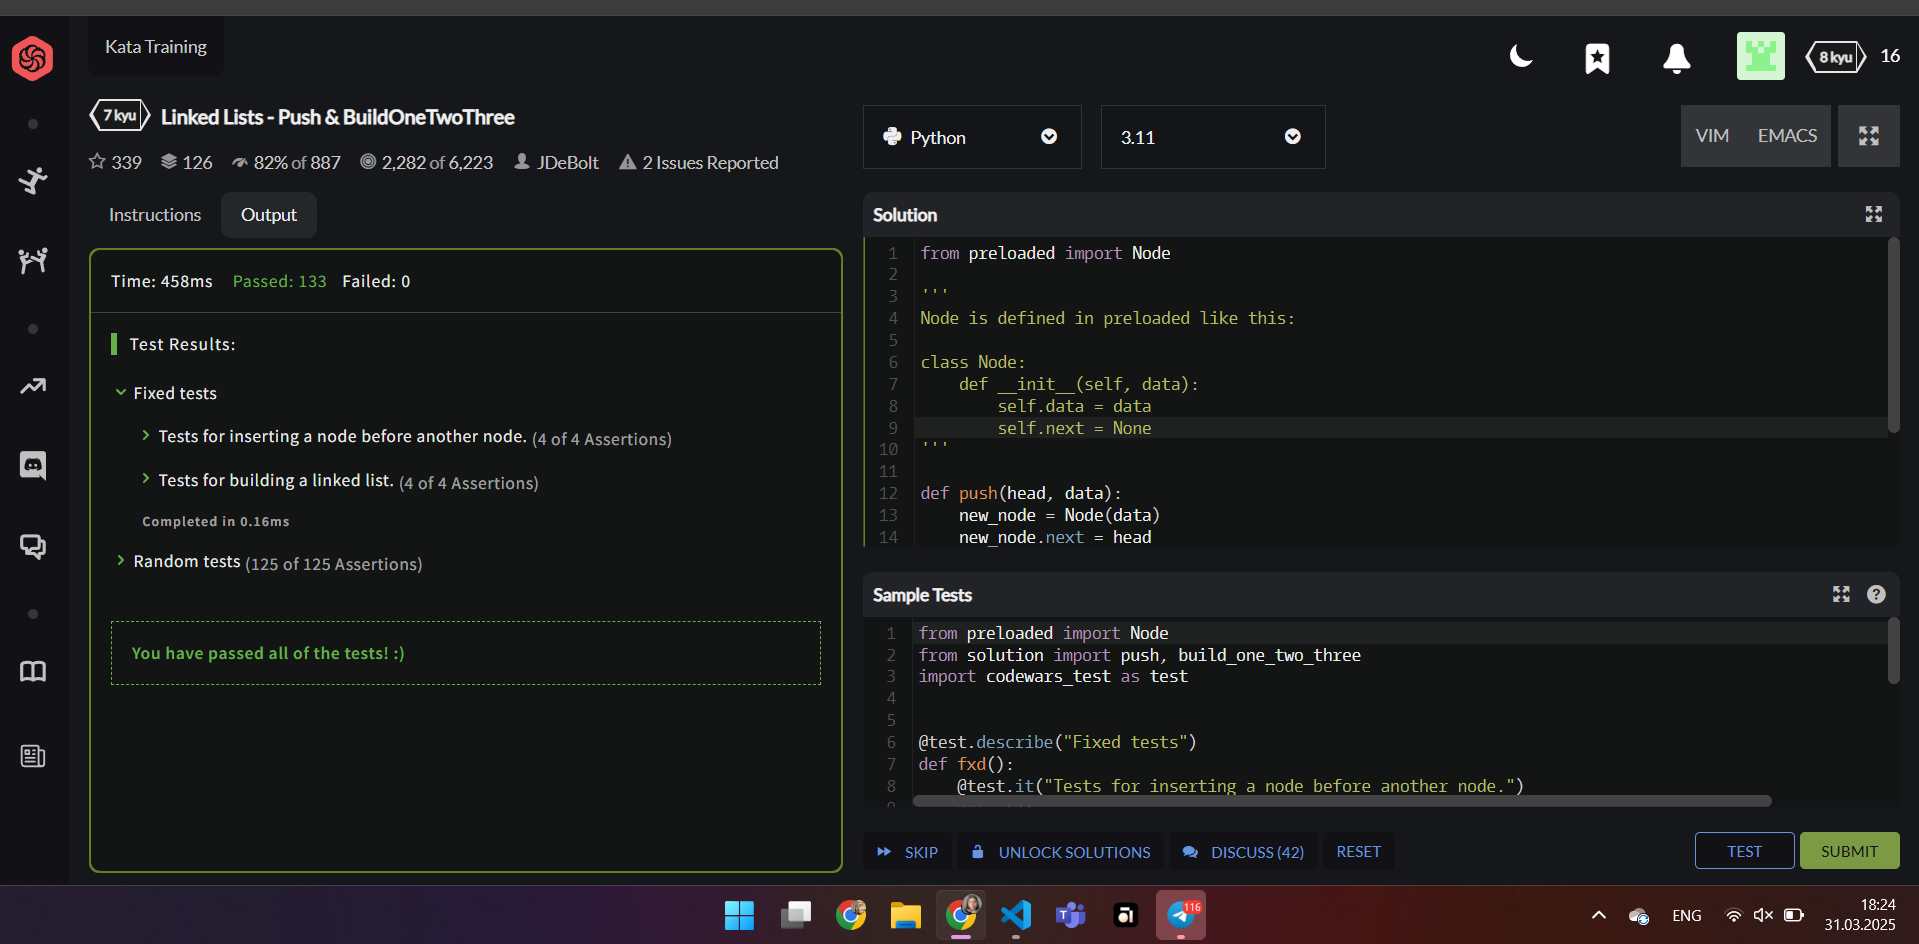 Kata Training
8 kyu 16
7 kyu Linked Lists - Push & BuildOneTwoThree
339 126 82% of 887 2,282 of 6,223 JDeBolt 2 Issues Reported
Instructions Output
Time: 458ms Passed: 133 Failed: 0
Test Results:
Fixed tests
Tests for inserting a node before another node. (4 of 4 Assertions)
Tests for building a linked list. (4 of 4 Assertions)
Completed in 0.16ms
Random tests (125 of 125 Assertions)
You have passed all of the tests! :)
Python 3.11 VIM EMACS
Solution
1 from preloaded import Node
2
3 '''
4 Node is defined in preloaded like this:
5
6 class Node:
7 def __init__(self, data):
8 self.data = data
9 self.next = None
10 '''
11
12 def push(head, data):
13 new_node = Node(data)
14 new_node.next = head
Sample Tests
1 from preloaded import Node
2 from solution import push, build_one_two_three
3 import codewars_test as test
4
5
6 @test.describe("Fixed tests")
7 def fxd():
8 @test.it("Tests for inserting a node before another node.")
SKIP UNLOCK SOLUTIONS DISCUSS (42) RESET TEST SUBMIT
116
ENG 18:24
31.03.2025